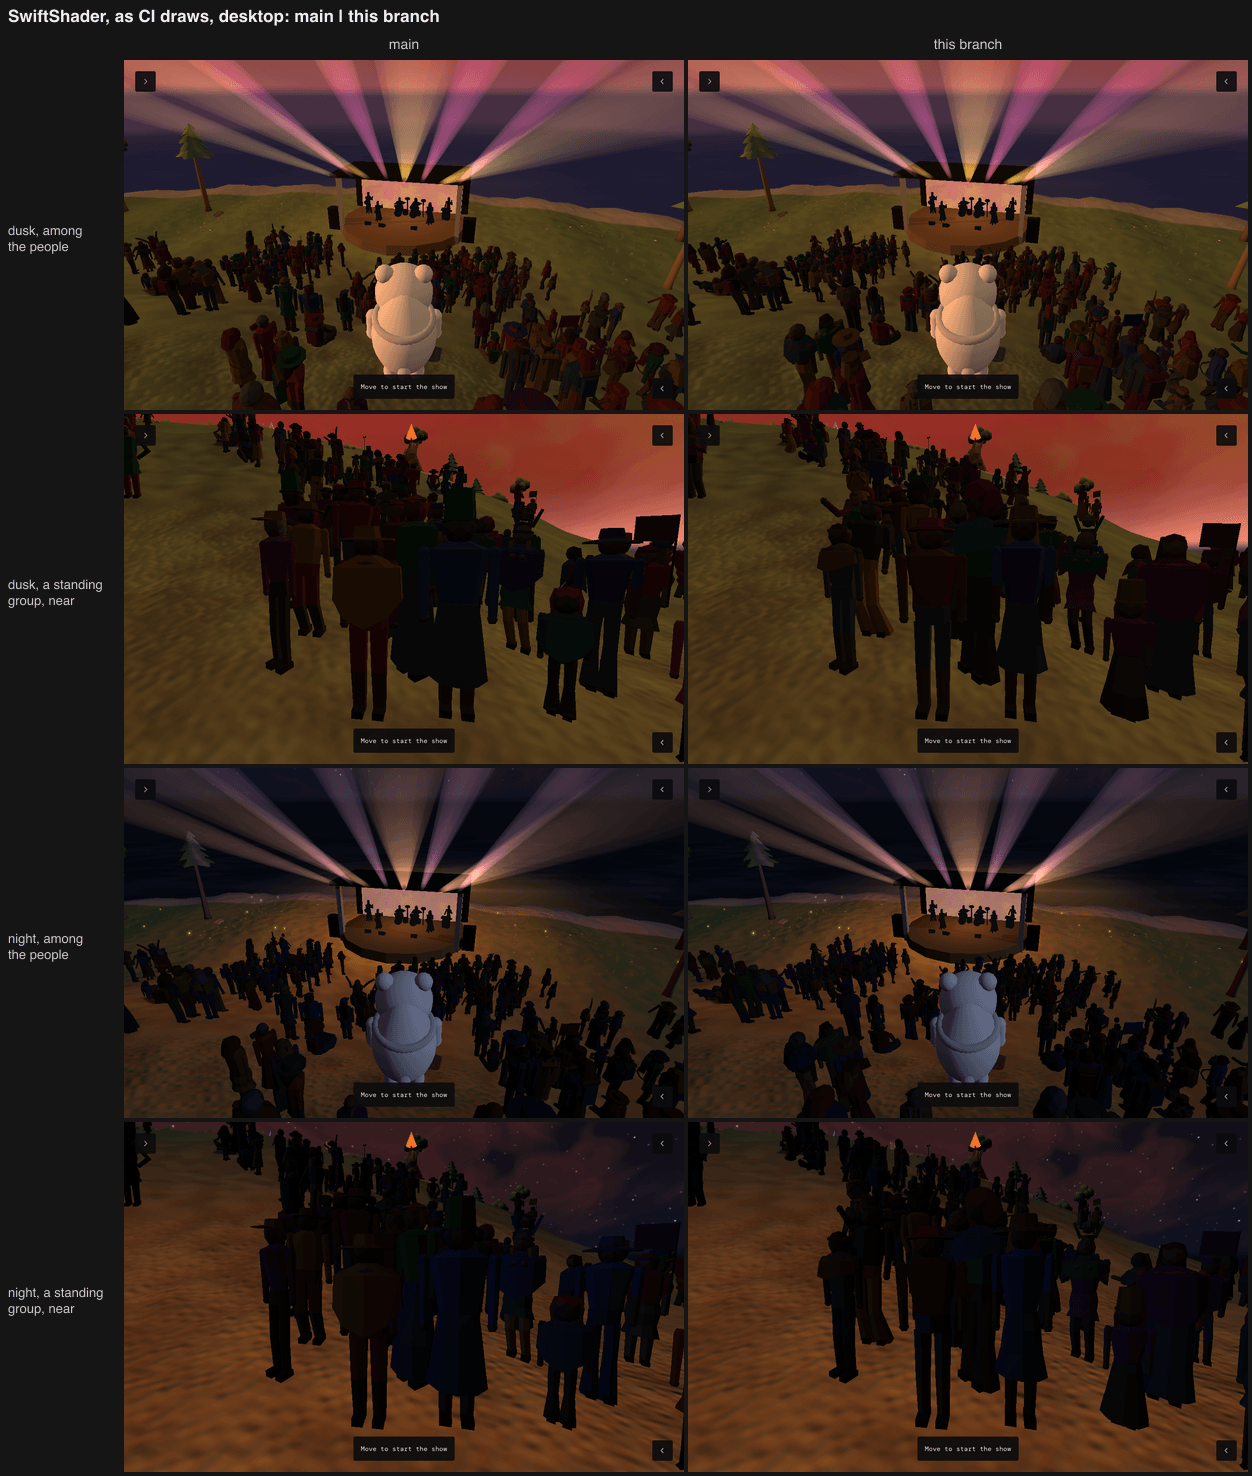 SwiftShader, as CI draws, desktop: main | this branch
main
this branch
dusk, among
the people
Move to start the show
Move to start the show
dusk, a standing
group, near
Move to start the show
Move to start the show
night, among
the people
Move to start the show
Move to start the show
night, a standing
group, near
Move to start the show
Move to start the show